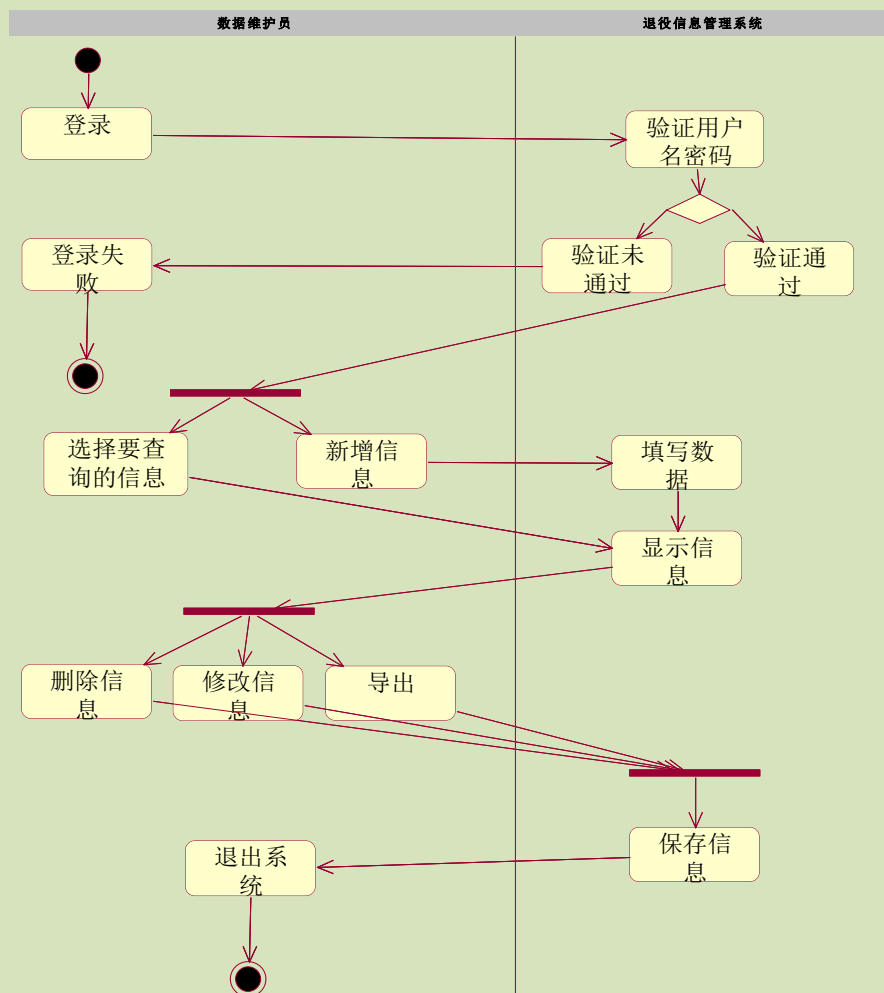 数据维护员
退役信息管理系统
登录
验证用户
名密码
登录失
败
验证未
通过
验证通
过
选择要查
询的信息
新增信
息
填写数
据
显示信
息
删除信
息
修改信
息
导出
保存信
息
退出系
统